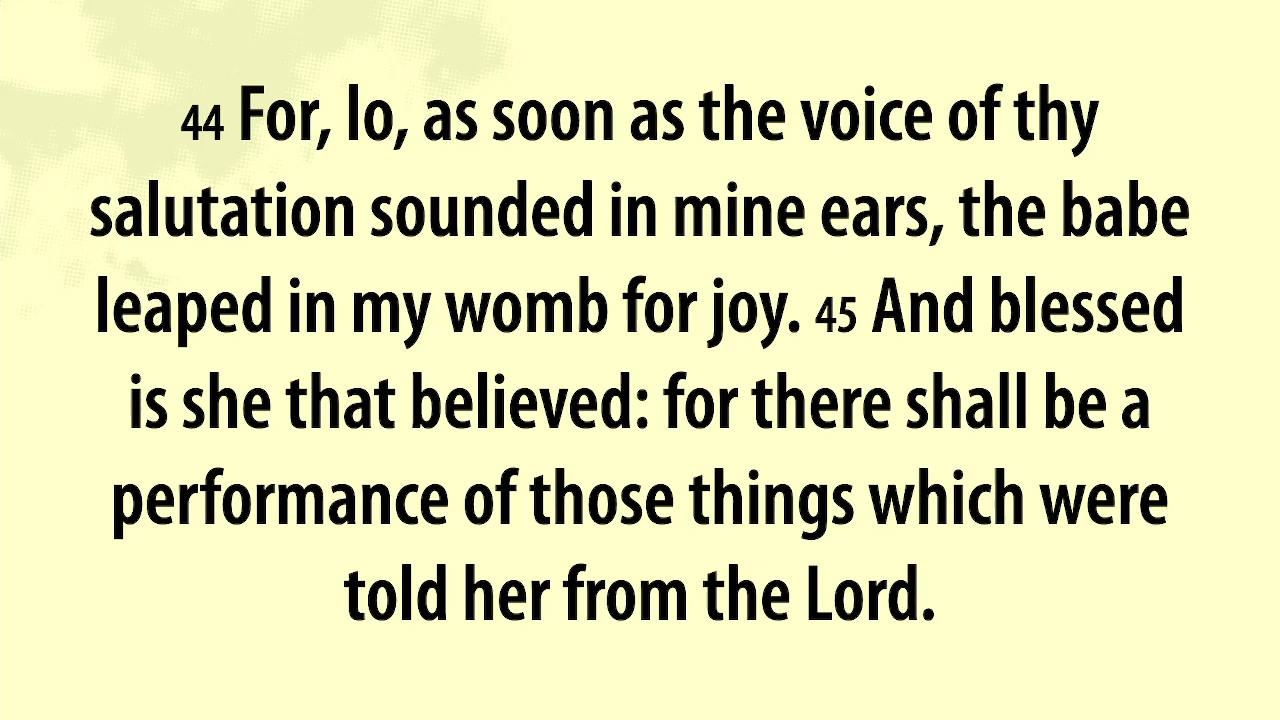 44 For, lo, as soon as the voice of thy
salutation sounded in mine ears, the babe
leaped in my womb for joy. 45 And blessed
is she that believed: for there shall be a
performance of those things which were
told her from the Lord.